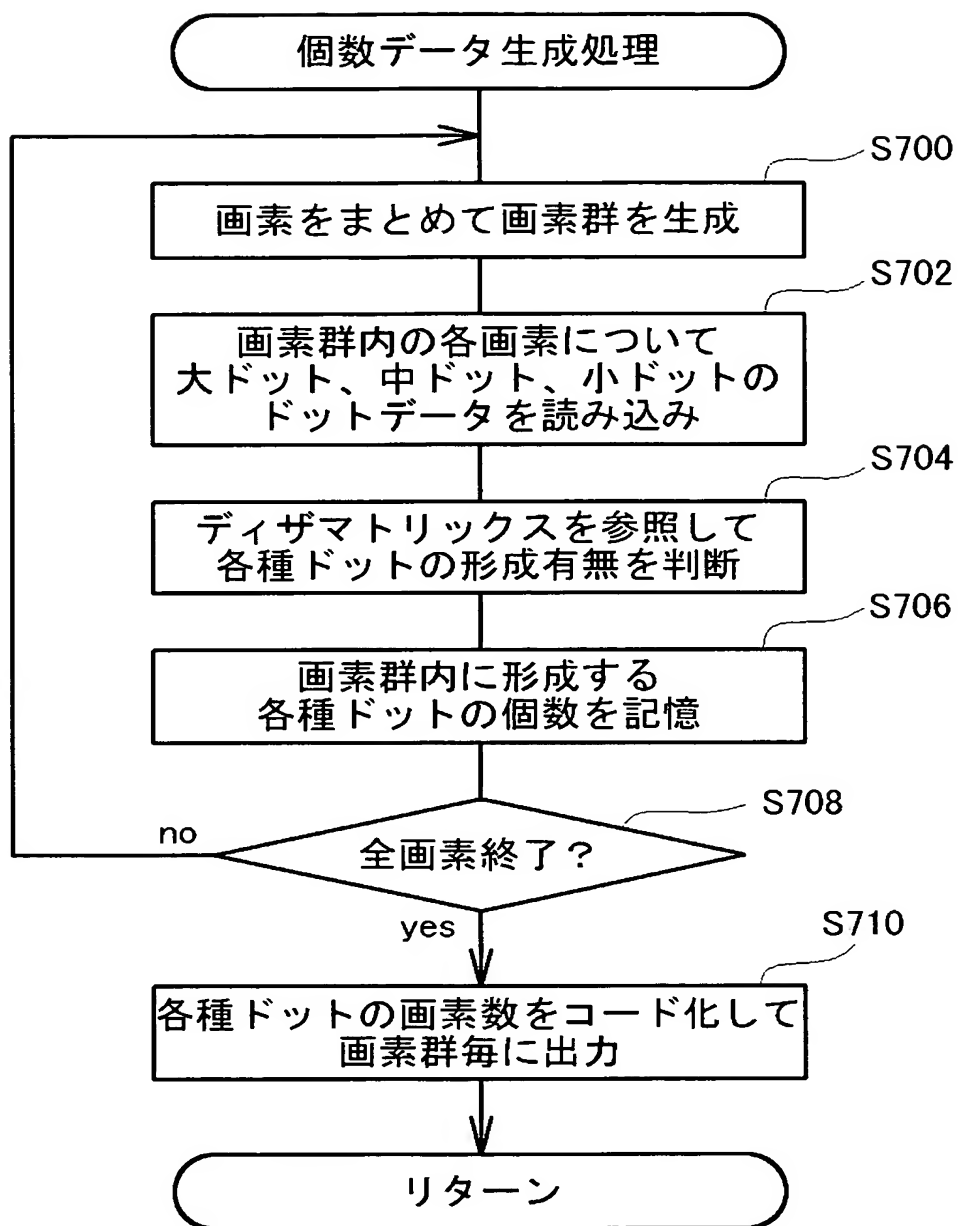 個数データ生成処理
S700
画素をまとめて画素群を生成
S702
画素群内の各画素について
大ドット、中ドット、小ドットの
ドットデータを読み込み
S704
ディザマトリックスを参照して
各種ドットの形成有無を判断
S706
画素群内に形成する
各種ドットの個数を記憶
S708
no
全画素終了？
yes
S710
各種ドットの画素数をコード化して
画素群毎に出力
リターン